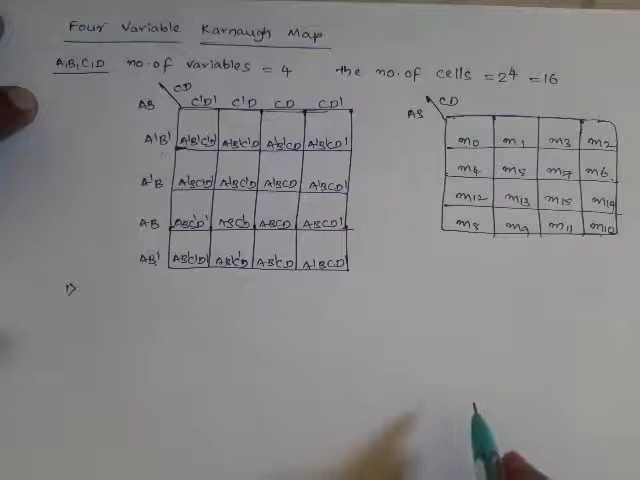 Four Variable Karnaugh Map
A,B,C,D no.of variables = 4 The no.of cells = 2⁴ = 16
CD
AB C'D' C'D CD CD'
A'B' A'B'C'D' A'B'C'D A'B'CD A'B'CD'
A'B A'BC'D' A'BC'D A'BCD A'BCD'
AB ABC'D' ABC'D ABCD ABCD'
AB' AB'C'D' AB'C'D AB'CD A'BCD'
CD
AB
m0 m1 m3 m2
m4 m5 m7 m6
m12 m13 m15 m14
m8 m9 m11 m10
1>